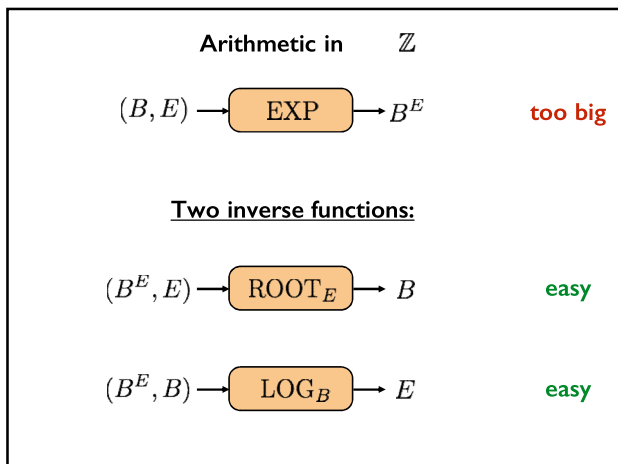 Arithmetic in ℤ
(B, E) EXP B^E too big
Two inverse functions:
(B^E, E) ROOT_E B easy
(B^E, B) LOG_B E easy